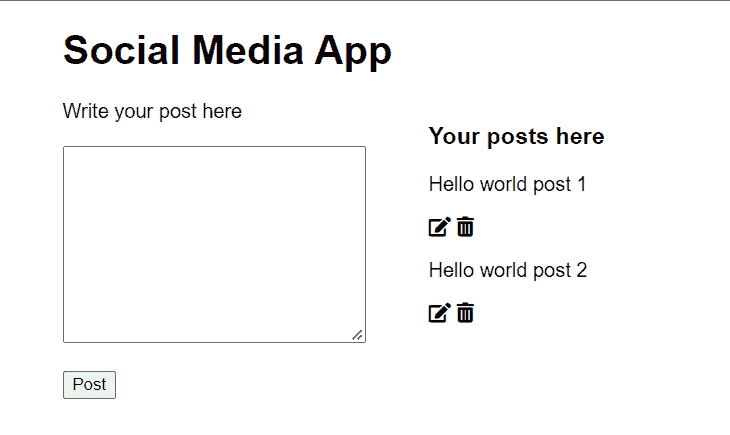 Social Media App
Write your post here
Post
Your posts here
Hello world post 1
Hello world post 2